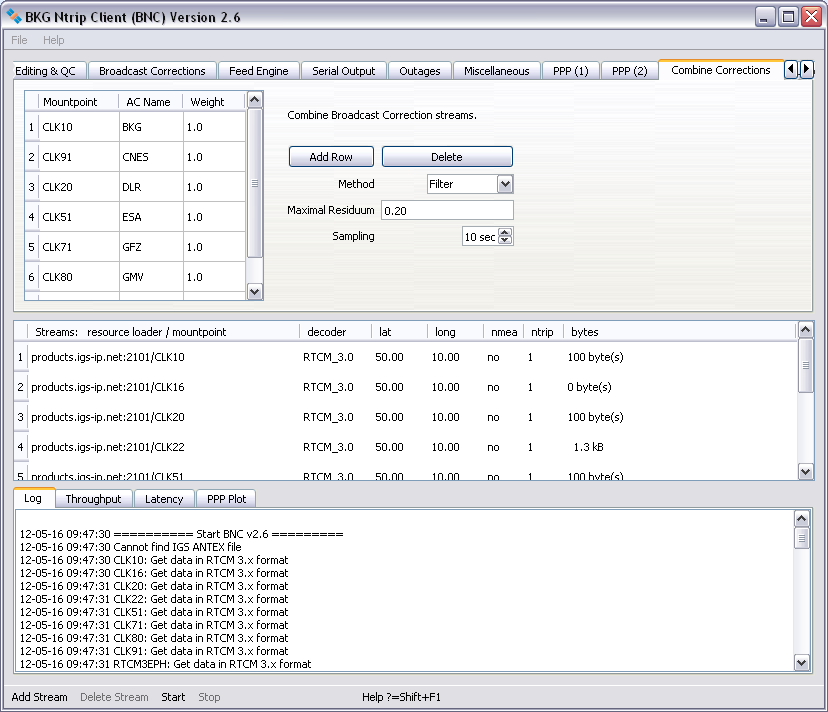 BKG Ntrip Client (BNC) Version 2.6
File Help
Editing & QC Broadcast Corrections Feed Engine Serial Output Outages Miscellaneous PPP (1) PPP (2) Combine Corrections
Mountpoint AC Name Weight
1 CLK10 BKG 1.0
2 CLK91 CNES 1.0
3 CLK20 DLR 1.0
4 CLK51 ESA 1.0
5 CLK71 GFZ 1.0
6 CLK80 GMV 1.0
Combine Broadcast Correction streams.
Add Row Delete
Method Filter
Maximal Residuum 0.20
Sampling 10 sec
Streams: resource loader / mountpoint decoder lat long nmea ntrip bytes
1 products.igs-ip.net:2101/CLK10 RTCM_3.0 50.00 10.00 no 1 100 byte(s)
2 products.igs-ip.net:2101/CLK16 RTCM_3.0 50.00 10.00 no 1 0 byte(s)
3 products.igs-ip.net:2101/CLK20 RTCM_3.0 50.00 10.00 no 1 100 byte(s)
4 products.igs-ip.net:2101/CLK22 RTCM_3.0 50.00 10.00 no 1 1.3 kB
5 products.igs-ip.net:2101/CLK51 RTCM_3.0 50.00 10.00 no 1 100 byte(s)
Log Throughput Latency PPP Plot
12-05-16 09:47:30 ========== Start BNC v2.6 =========
12-05-16 09:47:30 Cannot find IGS ANTEX file
12-05-16 09:47:30 CLK10: Get data in RTCM 3.x format
12-05-16 09:47:30 CLK16: Get data in RTCM 3.x format
12-05-16 09:47:31 CLK20: Get data in RTCM 3.x format
12-05-16 09:47:31 CLK22: Get data in RTCM 3.x format
12-05-16 09:47:31 CLK51: Get data in RTCM 3.x format
12-05-16 09:47:31 CLK71: Get data in RTCM 3.x format
12-05-16 09:47:31 CLK80: Get data in RTCM 3.x format
12-05-16 09:47:31 CLK91: Get data in RTCM 3.x format
12-05-16 09:47:31 RTCM3EPH: Get data in RTCM 3.x format
Add Stream Delete Stream Start Stop Help ?=Shift+F1